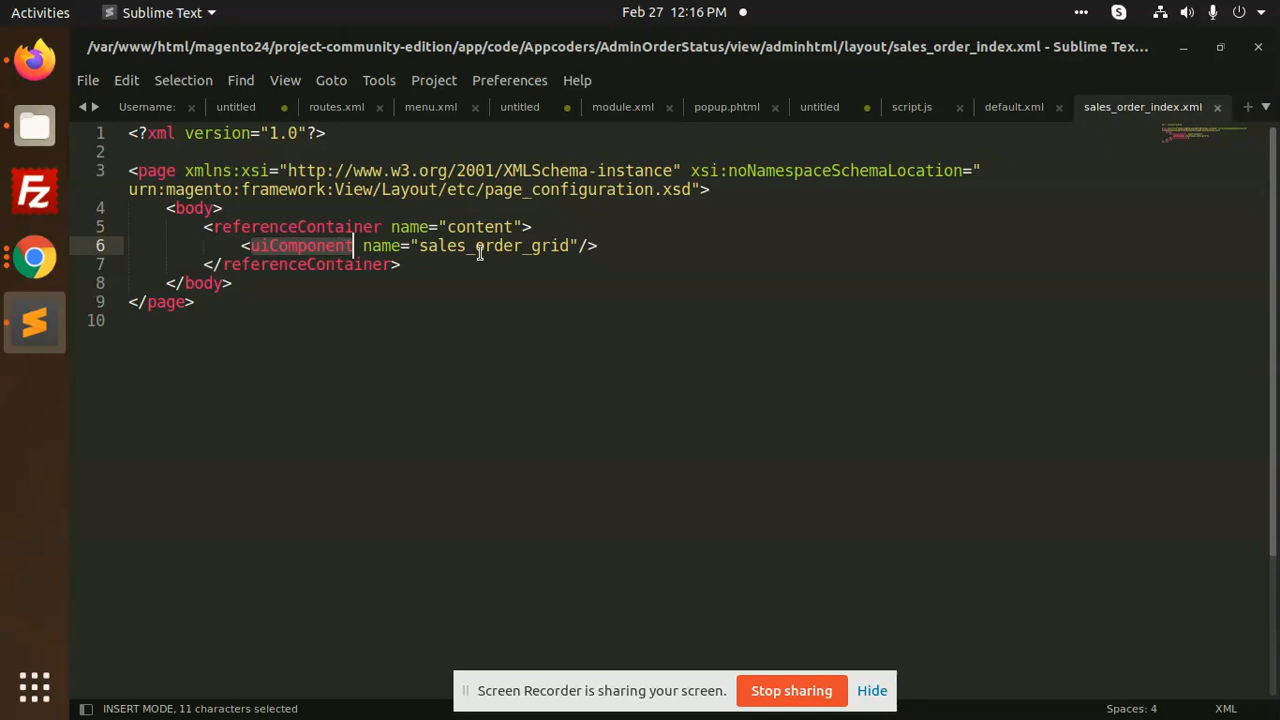 Activities
Sublime Text
Feb 27 12:16 PM
/var/www/html/magento24/project-community-edition/app/code/Appcoders/AdminOrderStatus/view/adminhtml/layout/sales_order_index.xml - Sublime Tex...
File Edit Selection Find View Goto Tools Project Preferences Help
Username: untitled routes.xml menu.xml untitled module.xml popup.phtml untitled script.js default.xml sales_order_index.xml
1 <?xml version="1.0"?>
2
3 <page xmlns:xsi="http://www.w3.org/2001/XMLSchema-instance" xsi:noNamespaceSchemaLocation="
urn:magento:framework:View/Layout/etc/page_configuration.xsd">
4 <body>
5 <referenceContainer name="content">
6 <uiComponent name="sales_order_grid"/>
7 </referenceContainer>
8 </body>
9 </page>
10
Screen Recorder is sharing your screen. Stop sharing Hide
INSERT MODE, 11 characters selected Spaces: 4 XML